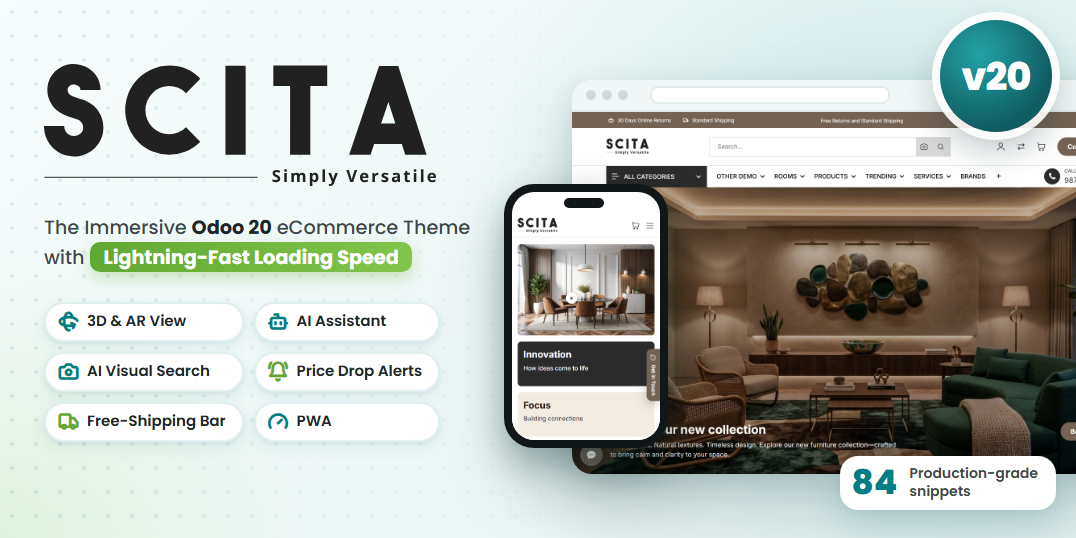 SCITA
Simply Versatile
The Immersive Odoo 20 eCommerce Theme
with Lightning-Fast Loading Speed
3D & AR View
AI Assistant
AI Visual Search
Price Drop Alerts
Free-Shipping Bar
PWA
v20
30 Days Online Returns
Standard Shipping
Free Returns and Standard Shipping
SCITA
Simply Versatile
Search...
ALL CATEGORIES
OTHER DEMO
ROOMS
PRODUCTS
TRENDING
SERVICES
BRANDS
+
987
SCITA
Simply Versatile
Innovation
How ideas come to life
Get in Touch
Focus
Building connections
ur new collection
Natural textures. Timeless design. Explore our new furniture collection—crafted
to bring calm and clarity to your space.
84 Production-grade
snippets